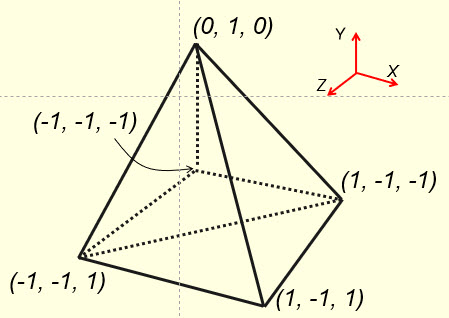 (0, 1, 0)
Y
X
Z
(-1, -1, -1)
(1, -1, -1)
(-1, -1, 1)
(1, -1, 1)